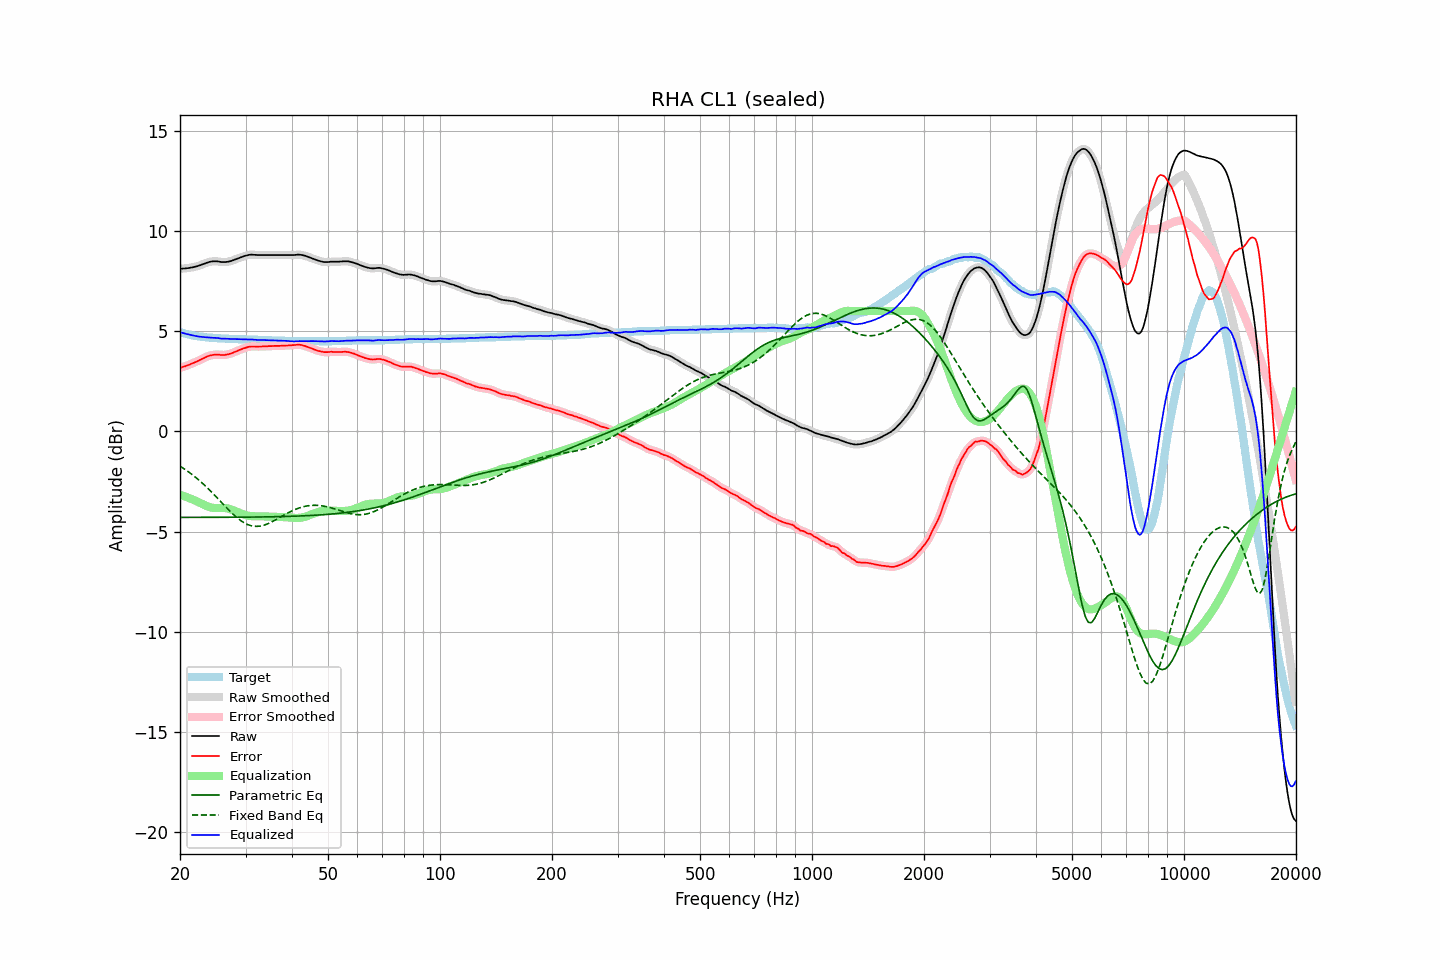 RHA CL1 (sealed)
Amplitude (dBr)
15
10
5
0
−5
−10
−15
−20
Target
Raw Smoothed
Error Smoothed
Raw
Error
Equalization
Parametric Eq
Fixed Band Eq
Equalized
20
50
100
200
500
1000
2000
5000
10000
20000
Frequency (Hz)